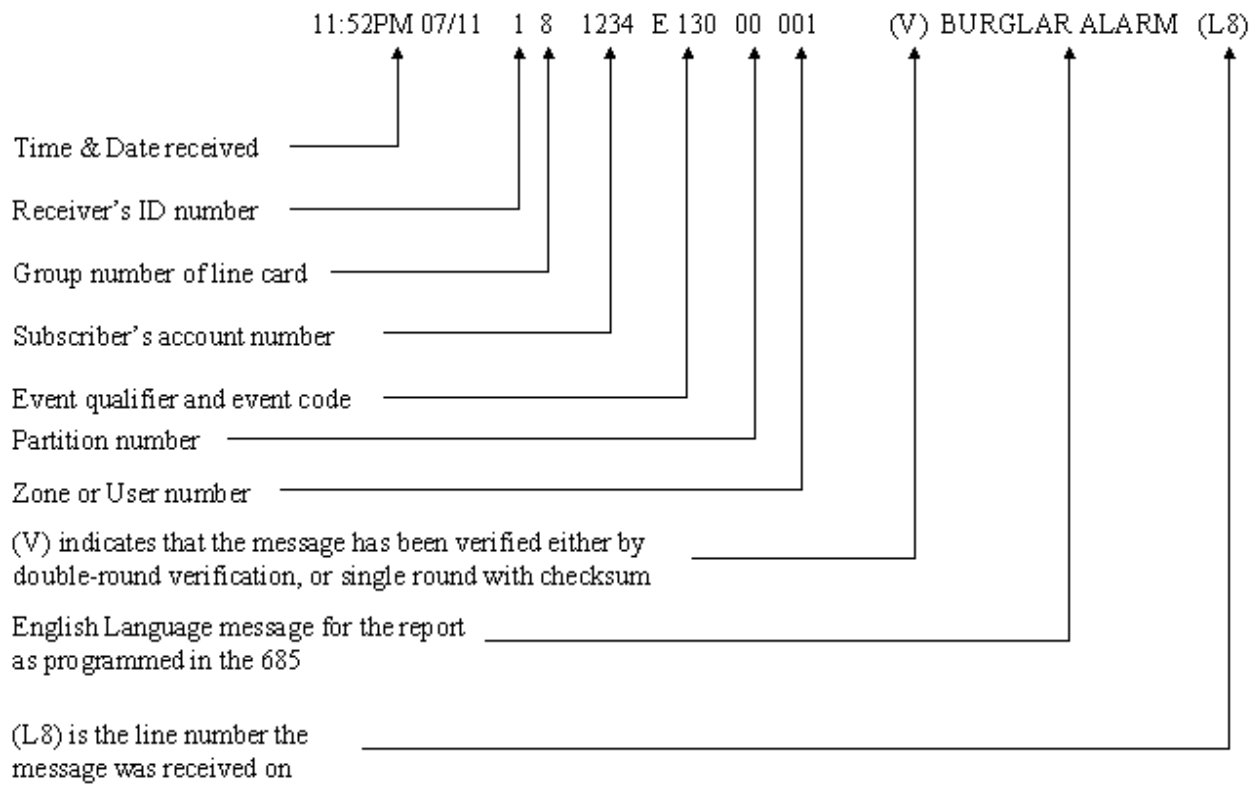 11:52PM 07/11 1 8 1234 E 130 00 001 (V) BURGLAR ALARM (L8)
Time & Date received
Receiver's ID number
Group number of line card
Subscriber's account number
Event qualifier and event code
Partition number
Zone or User number
(V) indicates that the message has been verified either by
double-round verification, or single round with checksum
English Language message for the report
as programmed in the 685
(L8) is the line number the
message was received on